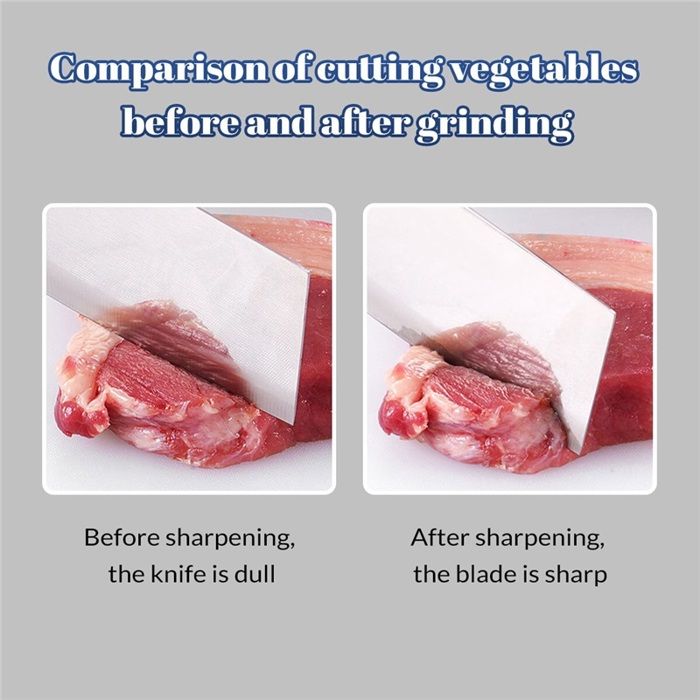 Comparison of cutting vegetables
before and after grinding
Before sharpening,
the knife is dull
After sharpening,
the blade is sharp